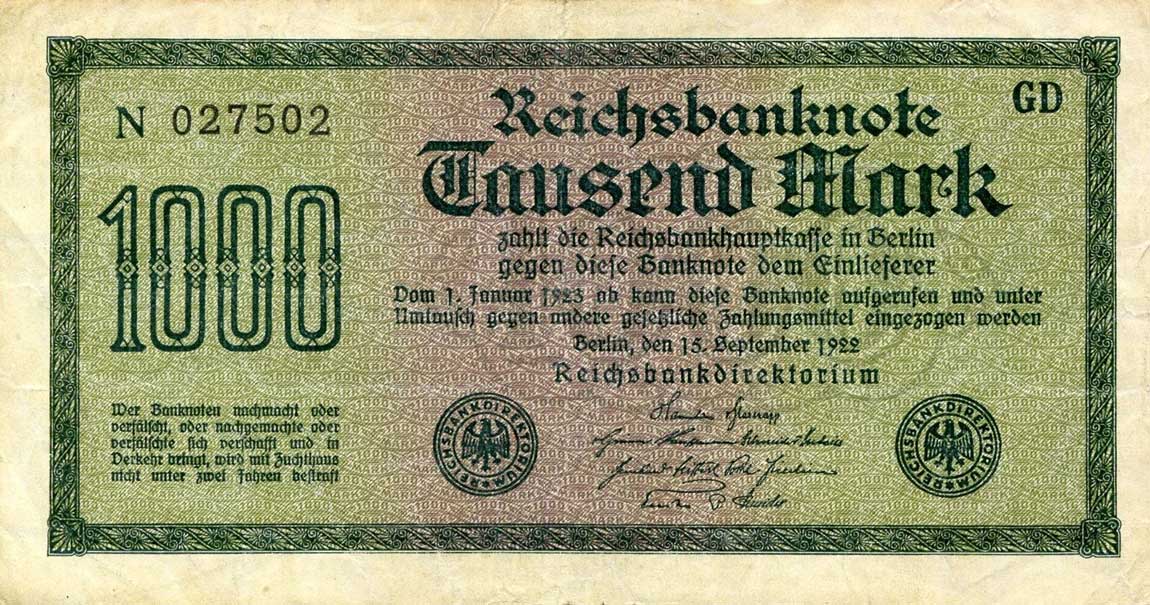 N 027502
GD
Reichsbanknote
1000
Tausend Mark
zahlt die Reichsbankhauptkasse in Berlin
gegen diese Banknote dem Einlieferer
Vom 1. Januar 1923 ab kann diese Banknote aufgerufen und unter
Umtausch gegen andere gesetzliche Zahlungsmittel eingezogen werden
Berlin, den 15. September 1922
Reichsbankdirektorium
Wer Banknoten nachmacht oder
verfälscht, oder nachgemachte oder
verfälschte sich verschafft und in
Verkehr bringt, wird mit Zuchthaus
nicht unter zwei Jahren bestraft
REICHSBANKDIREKTORIUM
REICHSBANKDIREKTORIUM